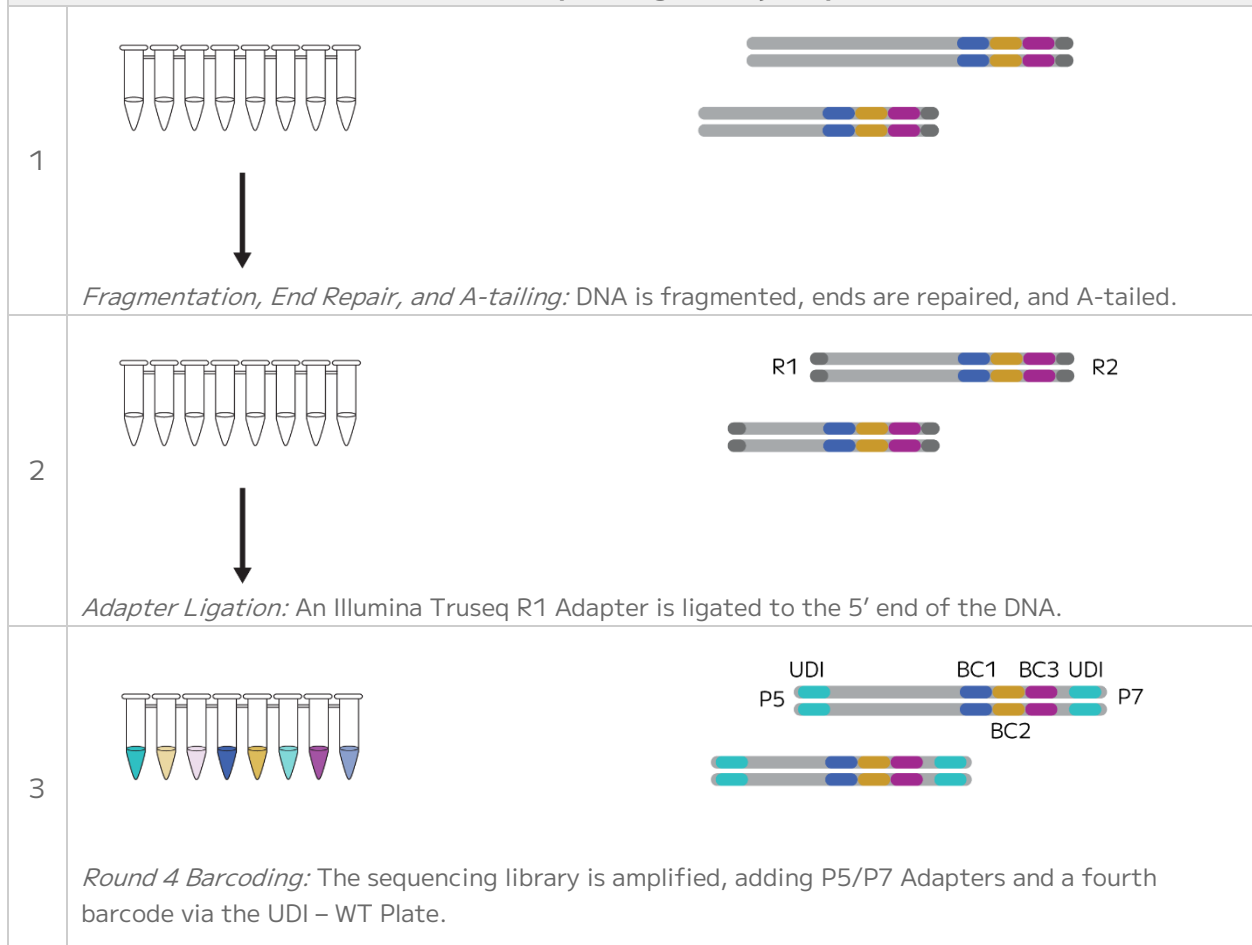 1
Fragmentation, End Repair, and A-tailing: DNA is fragmented, ends are repaired, and A-tailed.
R1
R2
2
Adapter Ligation: An Illumina Truseq R1 Adapter is ligated to the 5′ end of the DNA.
UDI
BC1
BC3
UDI
P5
P7
BC2
3
Round 4 Barcoding: The sequencing library is amplified, adding P5/P7 Adapters and a fourth
barcode via the UDI – WT Plate.